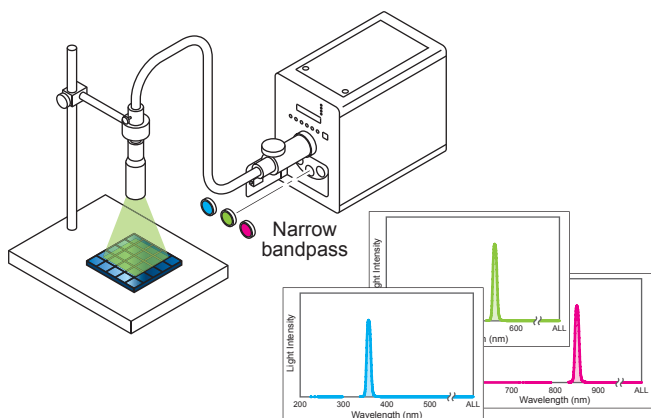 Narrow
bandpass
Light Intensity
600
ALL
(nm)
Light Intensity
200
300
400
500
ALL
Wavelength (nm)
700
800
900
ALL
Wavelength (nm)